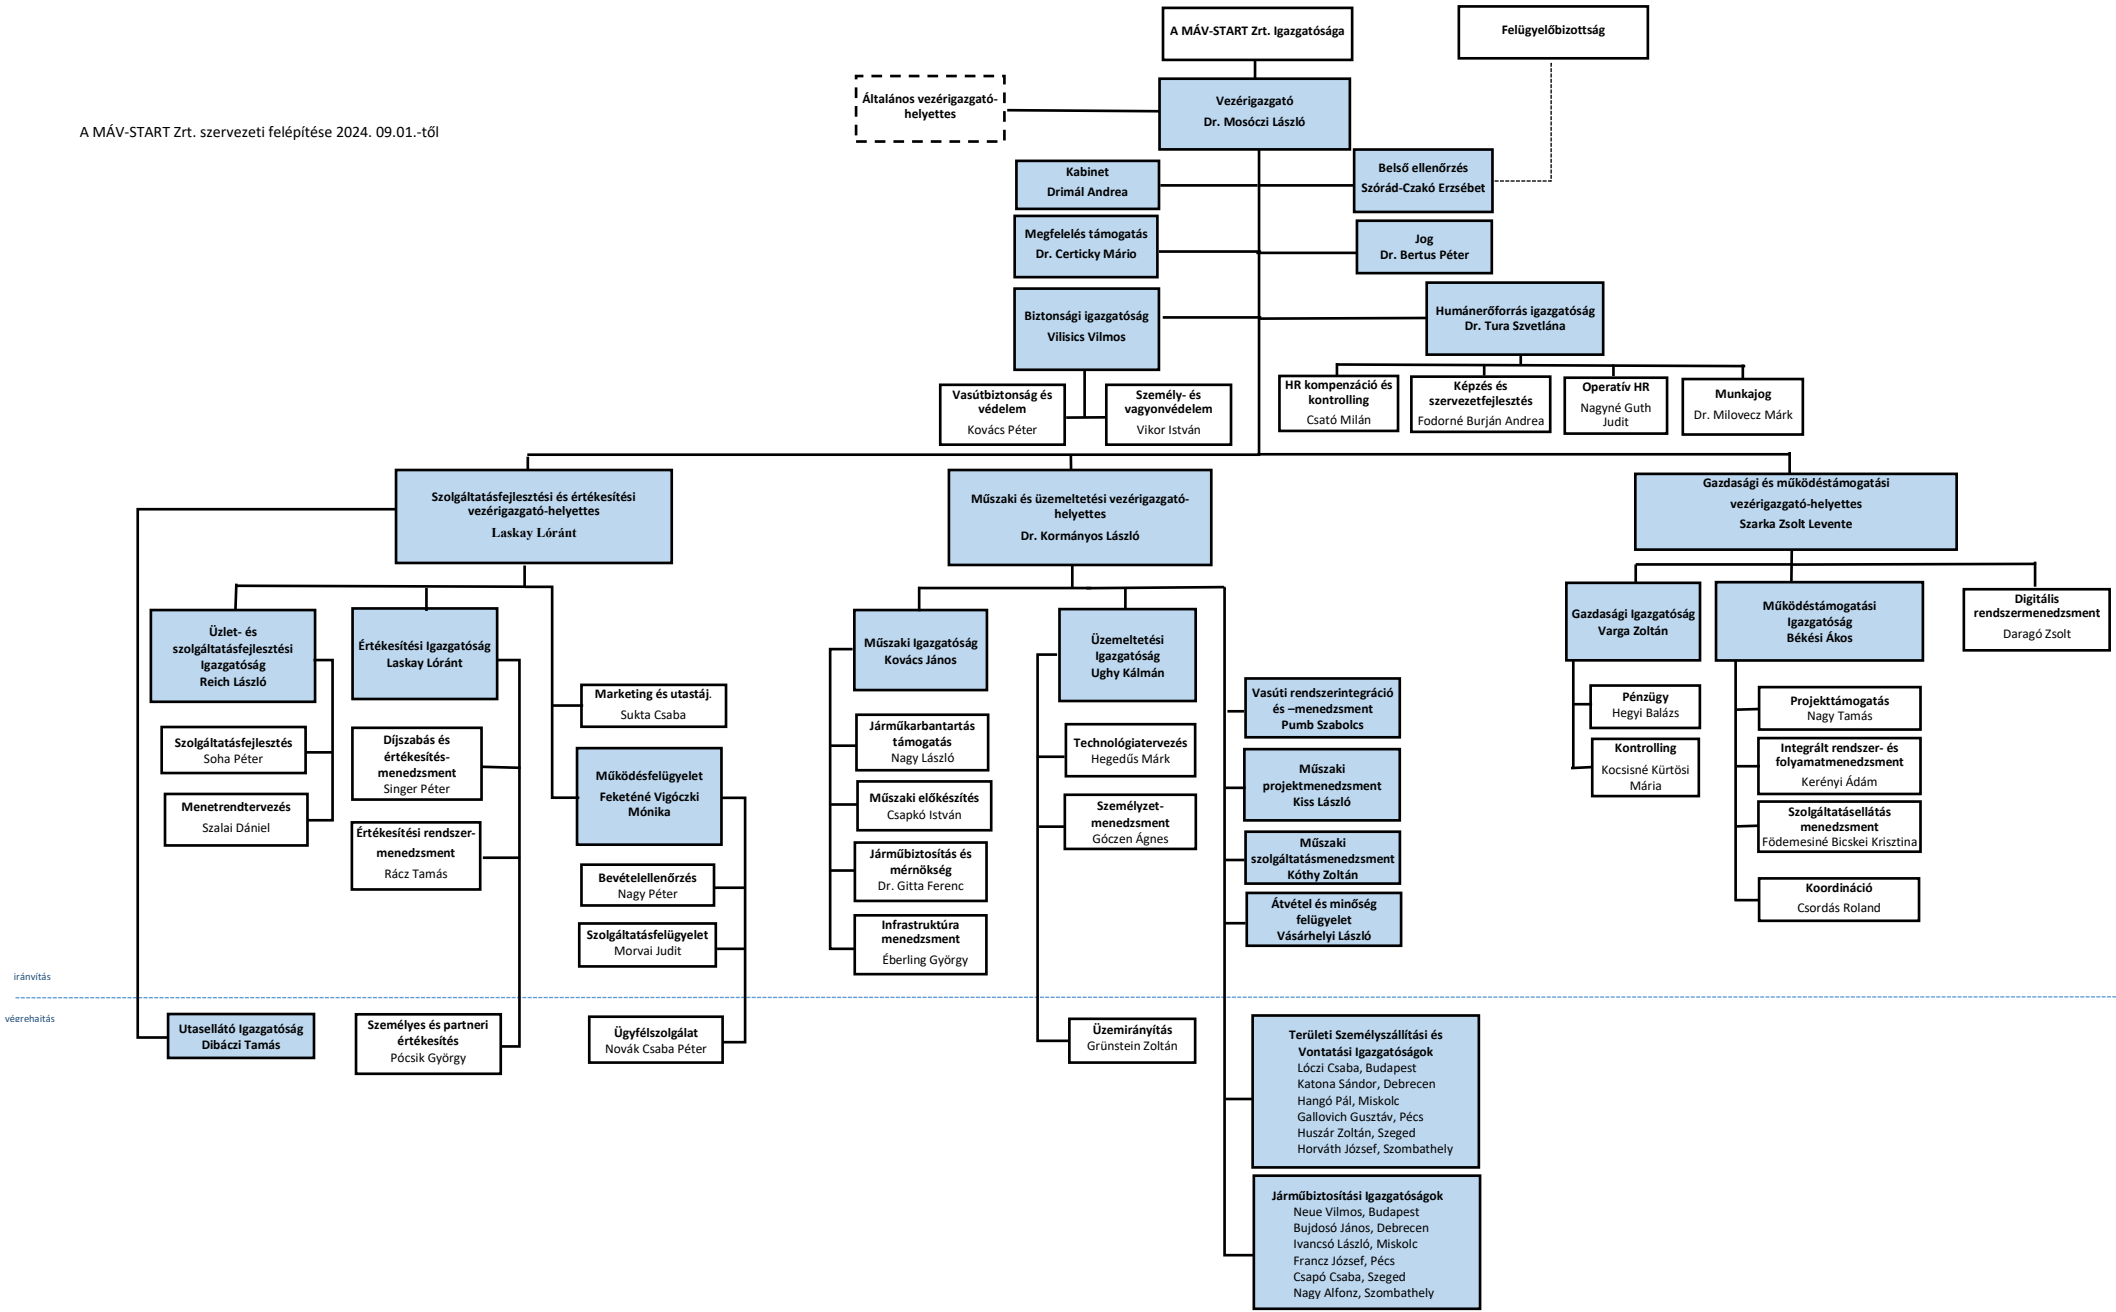 A MÁV-START Zrt. Igazgatósága
Felügyelőbizottság
Általános vezérigazgató-
helyettes
Vezérigazgató
Dr. Mosóczi László
A MÁV-START Zrt. szervezeti felépítése 2024. 09.01.-től
Kabinet
Drimál Andrea
Belső ellenőrzés
Szórád-Czakó Erzsébet
Megfelelés támogatás
Dr. Certicky Mário
Jog
Dr. Bertus Péter
Biztonsági igazgatóság
Vilisics Vilmos
Humánerőforrás igazgatóság
Dr. Tura Szvetlána
Vasútbiztonság és
védelem
Kovács Péter
Személy- és
vagyonvédelem
Vikor István
HR kompenzáció és
kontrolling
Csató Milán
Képzés és
szervezetfejlesztés
Fodorné Burján Andrea
Operatív HR
Nagyné Guth
Judit
Munkajog
Dr. Milovecz Márk
Szolgáltatásfejlesztési és értékesítési
vezérigazgató-helyettes
Laskay Lóránt
Műszaki és üzemeltetési vezérigazgató-
helyettes
Dr. Kormányos László
Gazdasági és működéstámogatási
vezérigazgató-helyettes
Szarka Zsolt Levente
Üzlet- és
szolgáltatásfejlesztési
Igazgatóság
Reich László
Értékesítési Igazgatóság
Laskay Lóránt
Marketing és utastáj.
Sukta Csaba
Szolgáltatásfejlesztés
Soha Péter
Menetrendtervezés
Szalai Dániel
Díjszabás és
értékesítés-
menedzsment
Singer Péter
Értékesítési rendszer-
menedzsment
Rácz Tamás
Működésfelügyelet
Feketéné Vigóczki
Mónika
Bevételellenőrzés
Nagy Péter
Szolgáltatásfelügyelet
Morvai Judit
Műszaki Igazgatóság
Kovács János
Járműkarbantartás
támogatás
Nagy László
Műszaki előkészítés
Csapkó István
Járműbiztosítás és
mérnökség
Dr. Gitta Ferenc
Infrastruktúra
menedzsment
Éberling György
Üzemeltetési
Igazgatóság
Ughy Kálmán
Technológiatervezés
Hegedűs Márk
Személyzet-
menedzsment
Góczen Ágnes
Vasúti rendszerintegráció
és –menedzsment
Pumb Szabolcs
Műszaki
projektmenedzsment
Kiss László
Műszaki
szolgáltatásmenedzsment
Kóthy Zoltán
Átvétel és minőség
felügyelet
Vásárhelyi László
Gazdasági Igazgatóság
Varga Zoltán
Működéstámogatási
Igazgatóság
Békési Ákos
Digitális
rendszermenedzsment
Daragó Zsolt
Pénzügy
Hegyi Balázs
Kontrolling
Kocsisné Kürtösi
Mária
Projekttámogatás
Nagy Tamás
Integrált rendszer- és
folyamatmenedzsment
Kerényi Ádám
Szolgáltatásellátás
menedzsment
Födemesiné Bicskei Krisztina
Koordináció
Csordás Roland
iránvítás
végrehaitás
Utasellátó Igazgatóság
Dibáczi Tamás
Személyes és partneri
értékesítés
Pócsik György
Ügyfélszolgálat
Novák Csaba Péter
Üzemirányítás
Grünstein Zoltán
Területi Személyszállítási és
Vontatási Igazgatóságok
Lóczi Csaba, Budapest
Katona Sándor, Debrecen
Hangó Pál, Miskolc
Gallovich Gusztáv, Pécs
Huszár Zoltán, Szeged
Horváth József, Szombathely
Járműbiztosítási Igazgatóságok
Neue Vilmos, Budapest
Bujdosó János, Debrecen
Ivancsó László, Miskolc
Francz József, Pécs
Csapó Csaba, Szeged
Nagy Alfonz, Szombathely